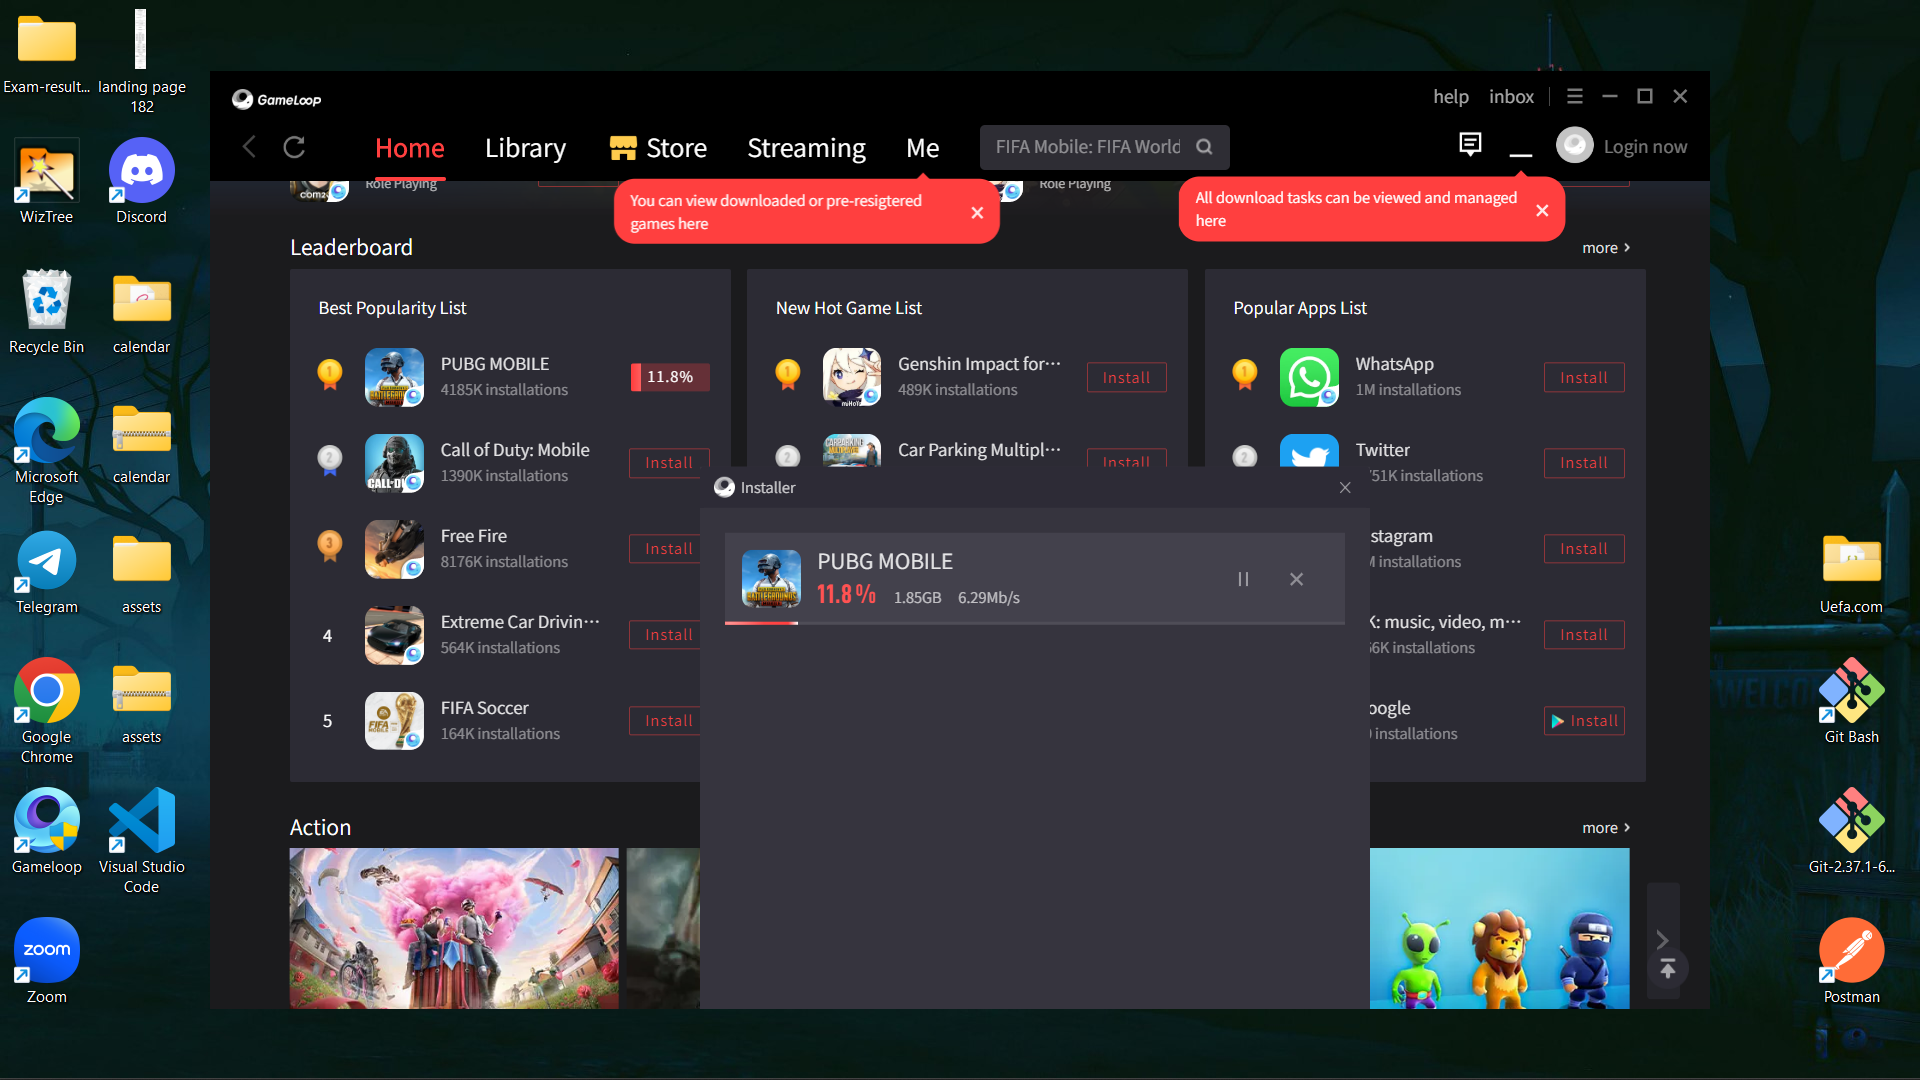 Exam-result...
landing page
182
WizTree
Discord
Recycle Bin
calendar
Microsoft
Edge
calendar
Telegram
assets
Google
Chrome
assets
Gameloop
Visual Studio
Code
zoom
Zoom
GameLoop
help
inbox
Home
Library
Store
Streaming
Me
FIFA Mobile: FIFA World
Login now
Role Playing
Role Playing
You can view downloaded or pre-resigtered
games here
All download tasks can be viewed and managed
here
Leaderboard
more
Best Popularity List
1
PUBG MOBILE
4185K installations
11.8%
2
Call of Duty: Mobile
1390K installations
Install
3
Free Fire
8176K installations
Install
4
Extreme Car Drivin···
564K installations
Install
5
FIFA Soccer
164K installations
Install
New Hot Game List
1
Genshin Impact for···
489K installations
Install
2
Car Parking Multipl···
Install
Popular Apps List
1
WhatsApp
1M installations
Install
2
Twitter
751K installations
Install
stagram
M installations
Install
K: music, video, m···
6K installations
Install
oogle
installations
Install
Installer
PUBG MOBILE
11.8%
1.85GB
6.29Mb/s
Action
more
Uefa.com
Git Bash
Git-2.37.1-6...
Postman